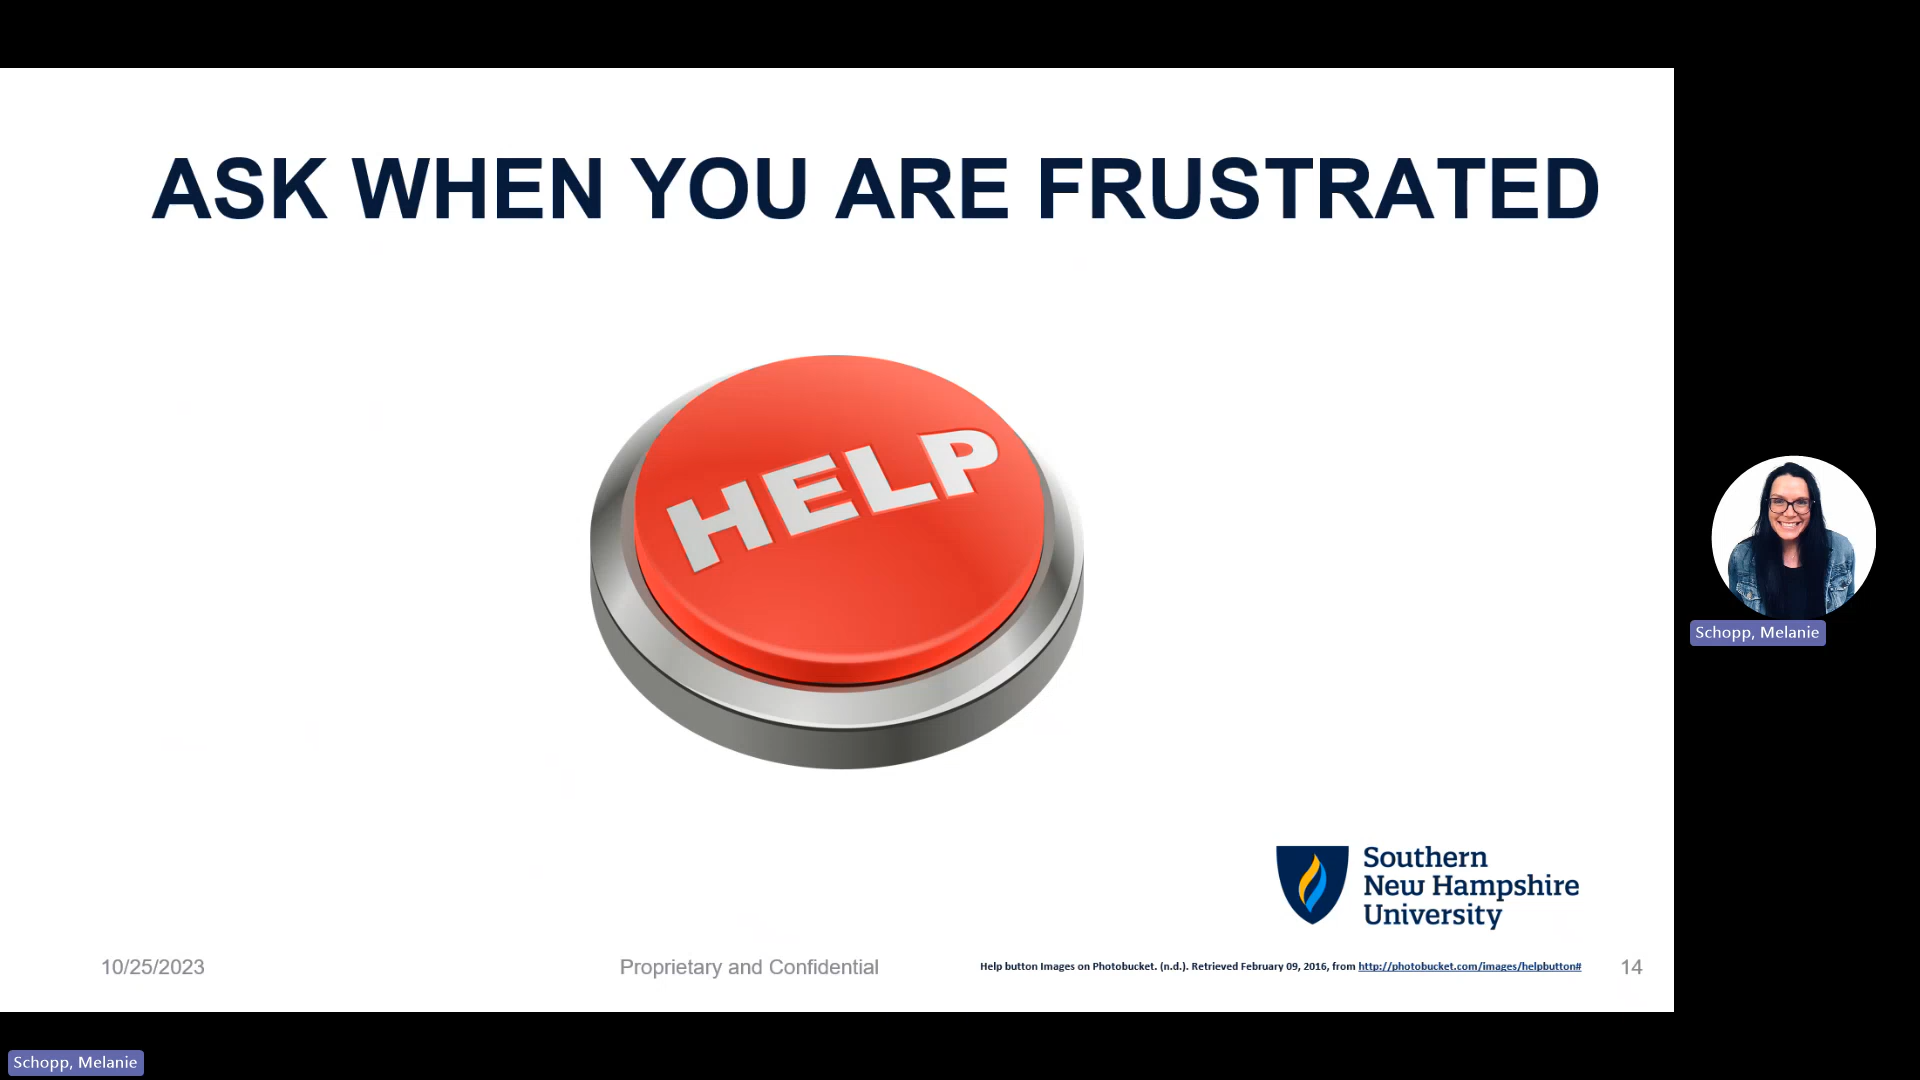 ASK WHEN YOU ARE FRUSTRATED
HELP
Schopp, Melanie
Southern
New Hampshire
University
10/25/2023
Proprietary and Confidential
Help button Images on Photobucket. (n.d.). Retrieved February 09, 2016, from http://photobucket.com/images/helpbutton#
14
Schopp, Melanie